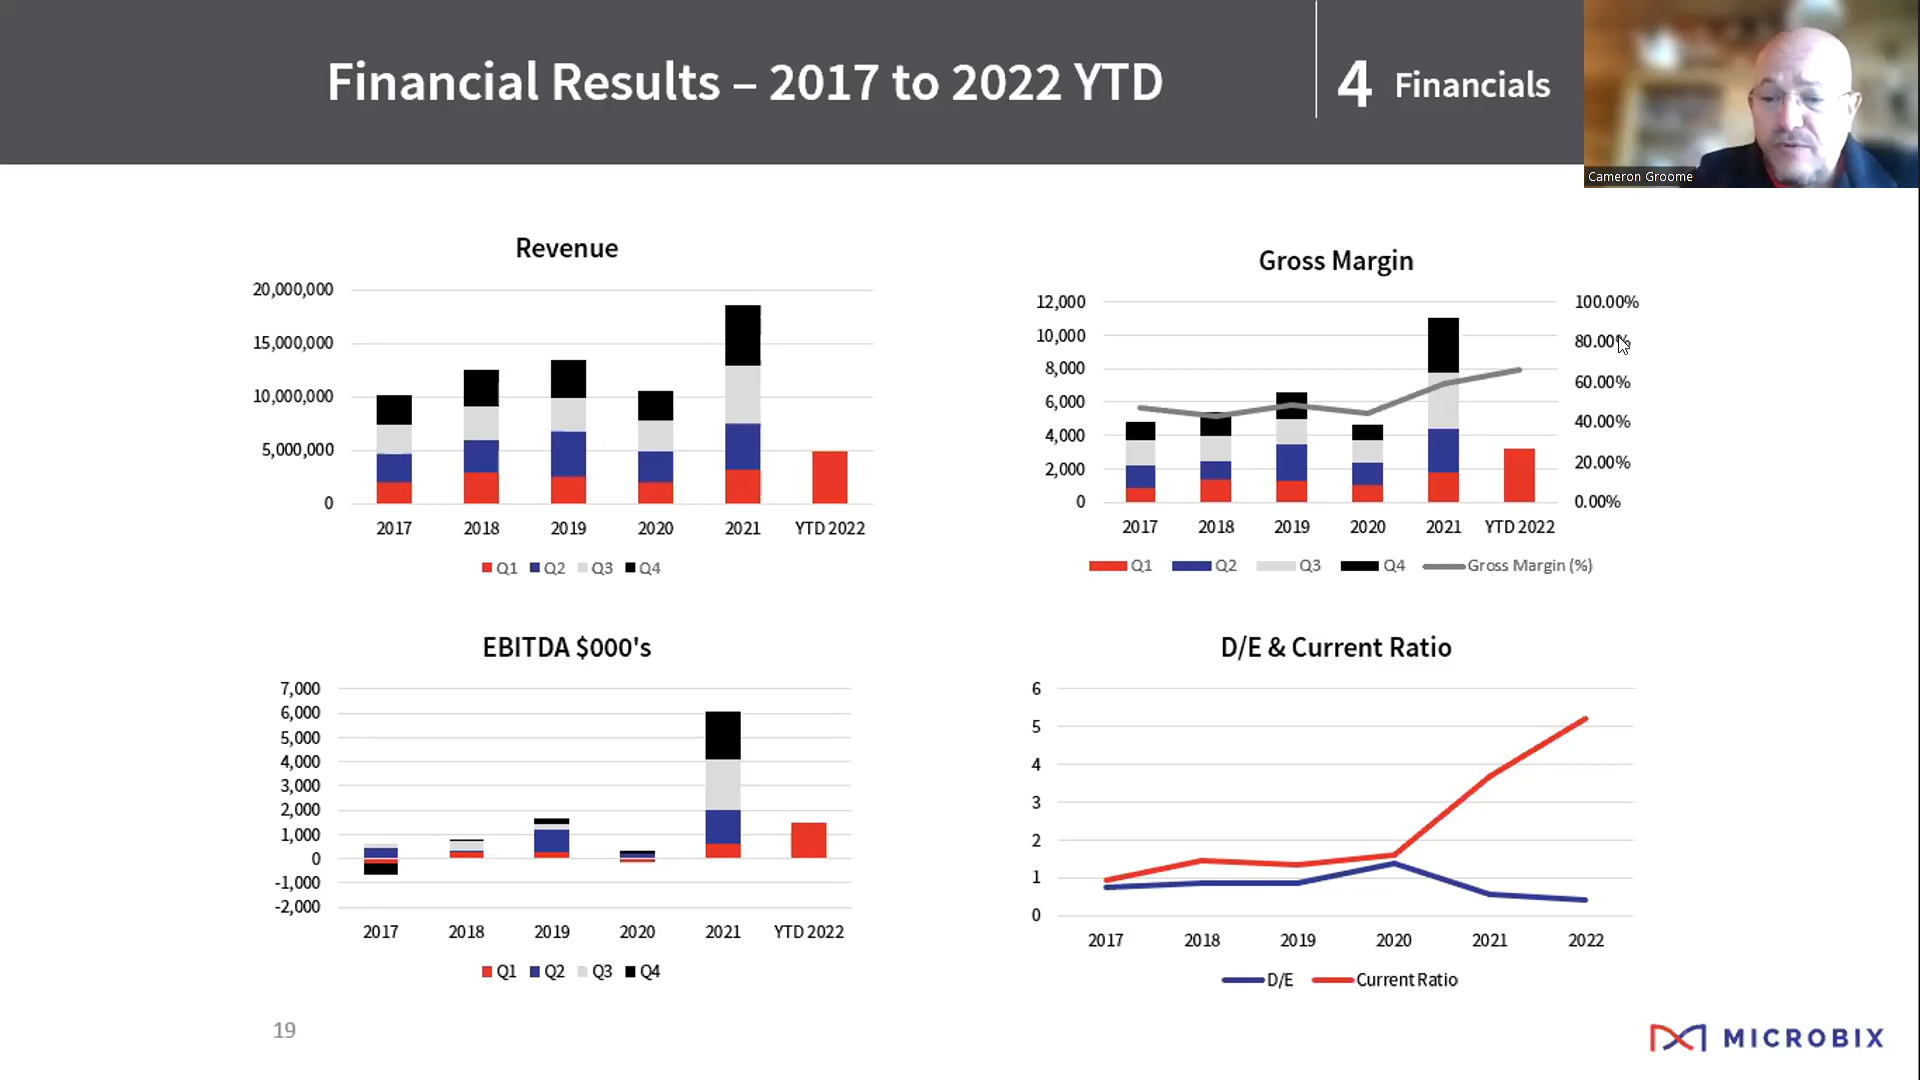 Financial Results – 2017 to 2022 YTD
4 Financials
Cameron Groome
Revenue
20,000,000
15,000,000
10,000,000
5,000,000
0
2017 2018 2019 2020 2021 YTD 2022
Q1 Q2 Q3 Q4
Gross Margin
12,000 100.00%
10,000 80.00%
8,000 60.00%
6,000 40.00%
4,000 20.00%
2,000 0.00%
0
2017 2018 2019 2020 2021 YTD 2022
Q1 Q2 Q3 Q4 Gross Margin (%)
EBITDA $000's
7,000
6,000
5,000
4,000
3,000
2,000
1,000
0
-1,000
-2,000
2017 2018 2019 2020 2021 YTD 2022
Q1 Q2 Q3 Q4
D/E & Current Ratio
6
5
4
3
2
1
0
2017 2018 2019 2020 2021 2022
D/E Current Ratio
19
MICROBIX